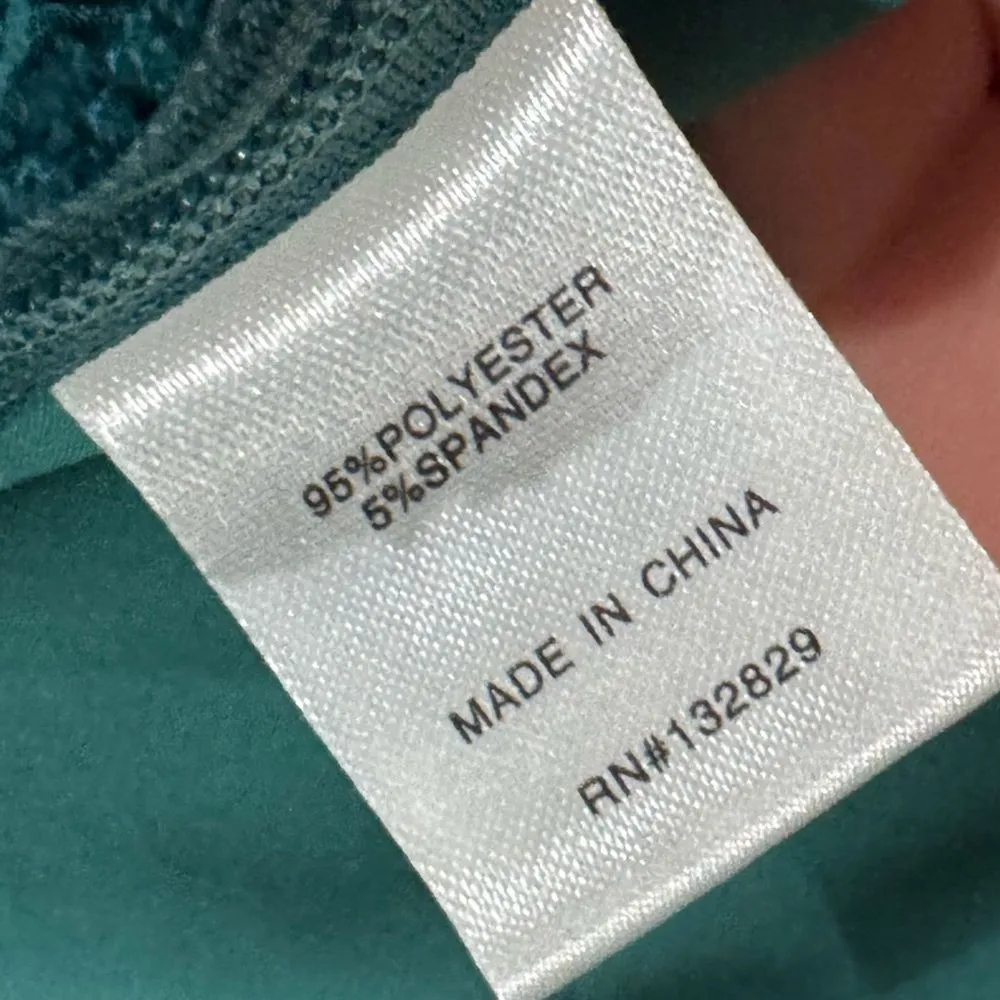 95%POLYESTER
5%SPANDEX
MADE IN CHINA
RN#132829